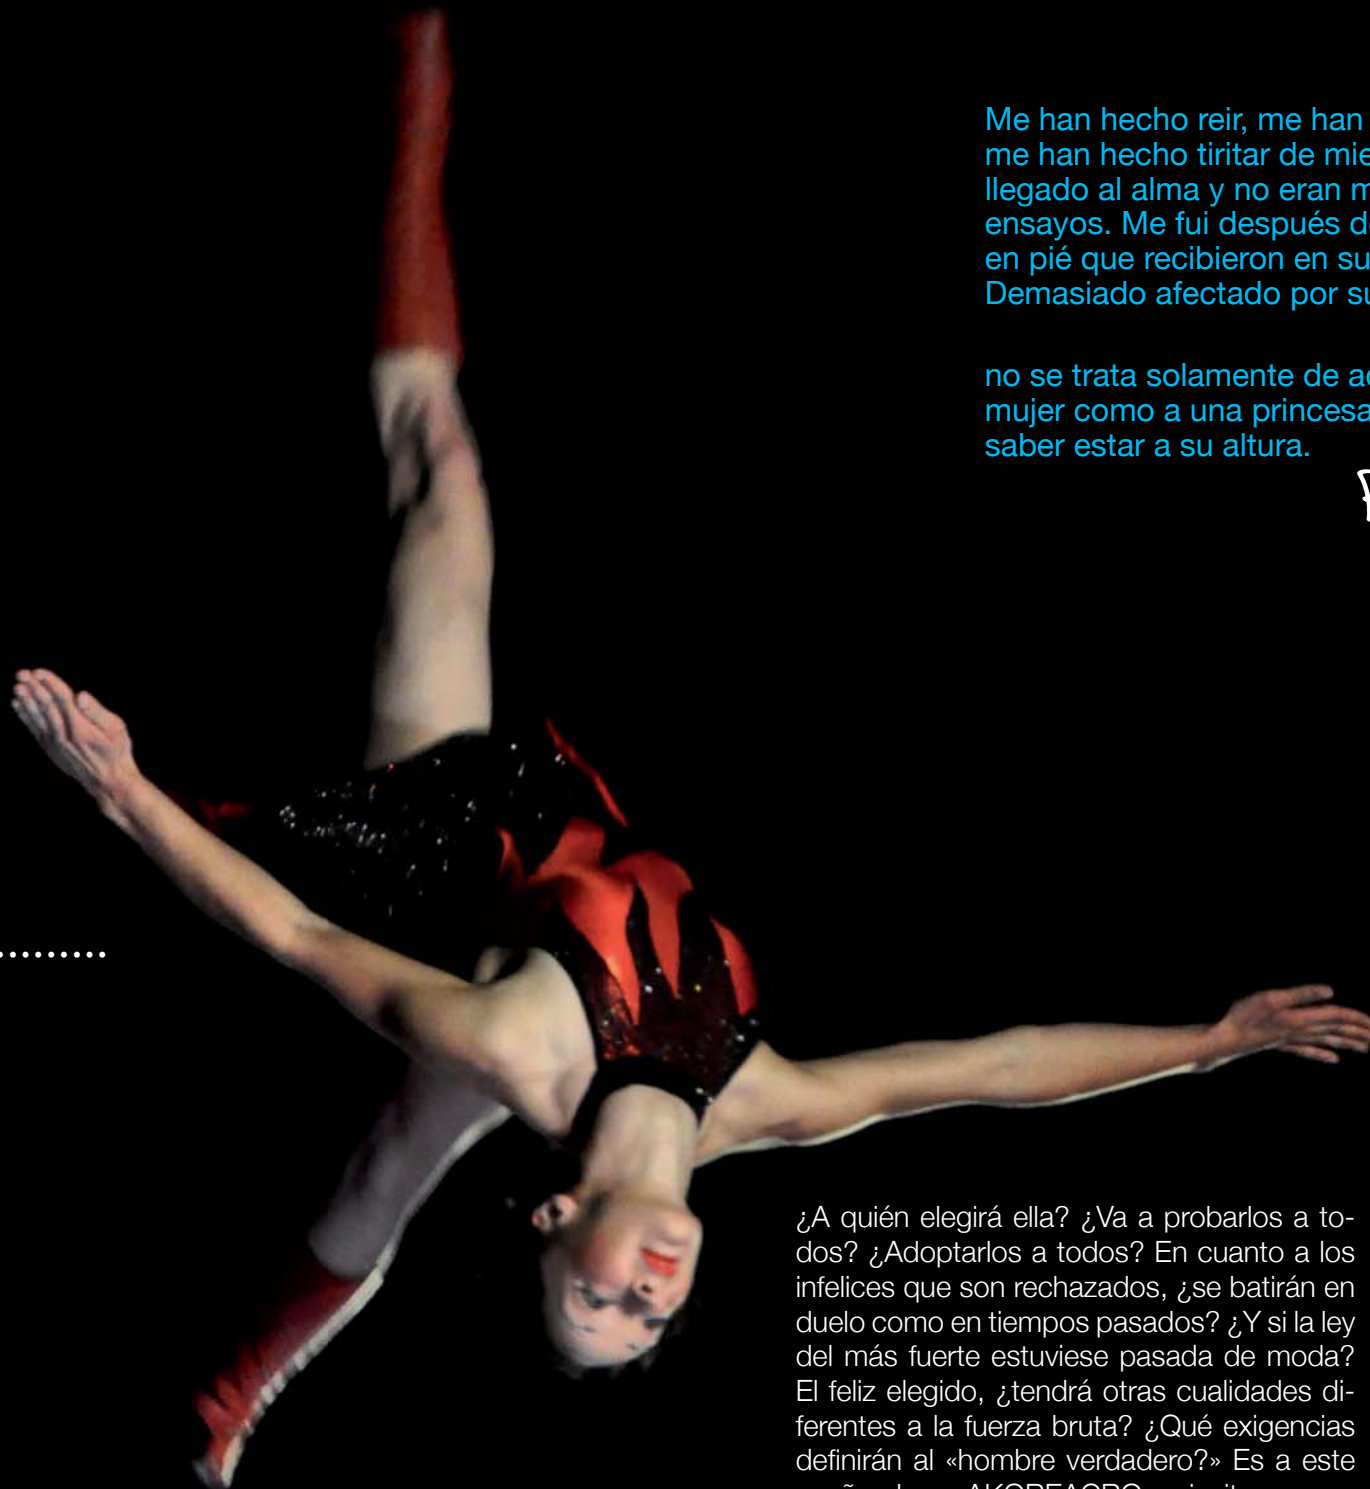 Me han hecho reir, me han
me han hecho tiritar de mie
llegado al alma y no eran m
ensayos. Me fui después d
en pié que recibieron en su
Demasiado afectado por su
no se trata solamente de ac
mujer como a una princesa
saber estar a su altura.
¿A quién elegirá ella? ¿Va a probarlos a to-
dos? ¿Adoptarlos a todos? En cuanto a los
infelices que son rechazados, ¿se batirán en
duelo como en tiempos pasados? ¿Y si la ley
del más fuerte estuviese pasada de moda?
El feliz elegido, ¿tendrá otras cualidades di-
ferentes a la fuerza bruta? ¿Qué exigencias
definirán al «hombre verdadero?» Es a este